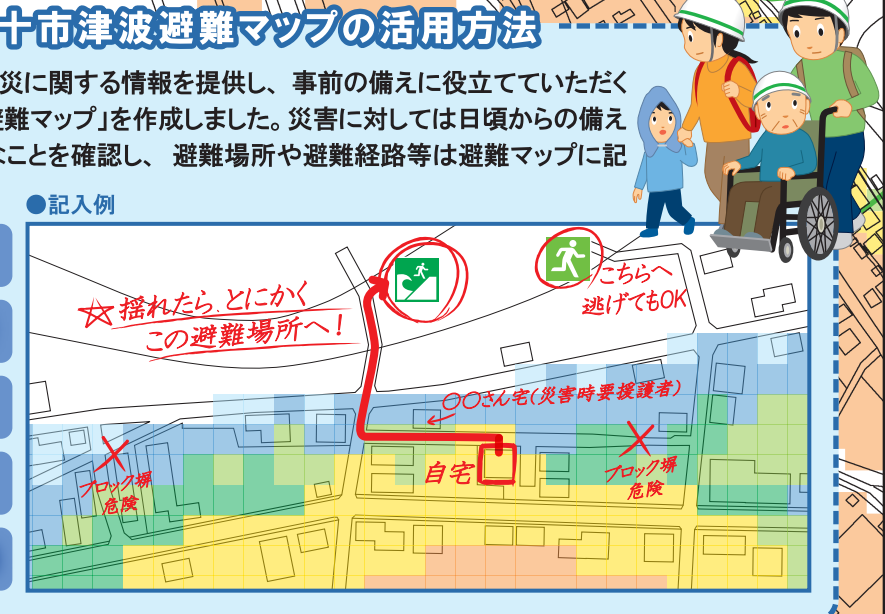 十市津波避難マップの活用方法
災に関する情報を提供し、事前の備えに役立てていただく
難マップ」を作成しました。災害に対しては日頃からの備え
なことを確認し、避難場所や避難経路等は避難マップに記
●記入例
☆揺れたら とにかく
この避難場所へ！
こちらへ
逃げてもOK
〇〇さん宅(災害時要援護者)
自宅
ブロック塀
危険
ブロック塀
危険